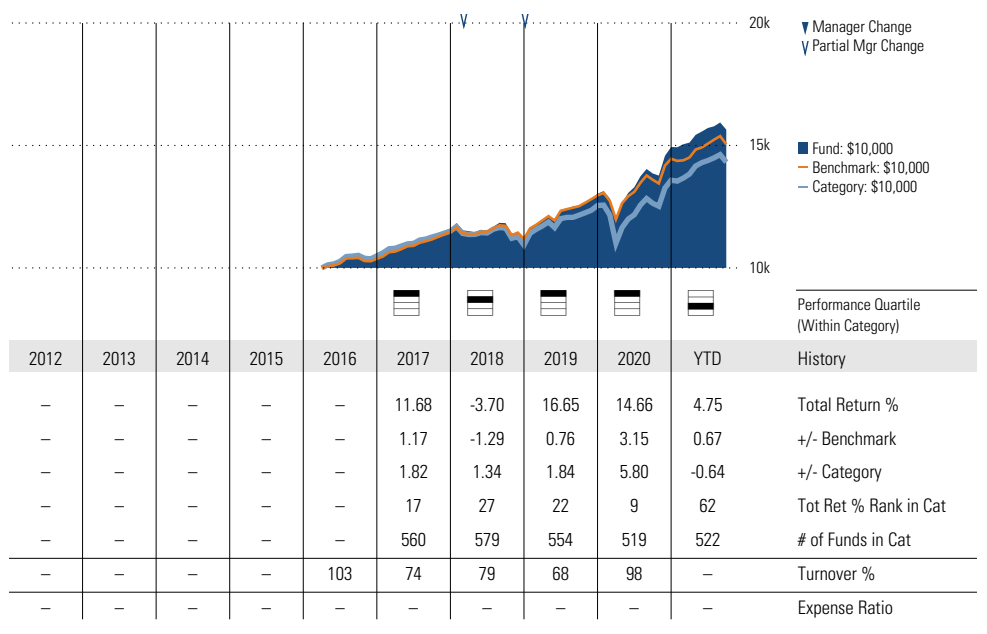 20k
Manager Change
Partial Mgr Change
15k
Fund: $10,000
Benchmark: $10,000
Category: $10,000
10k
Performance Quartile
(Within Category)
2012 2013 2014 2015 2016 2017 2018 2019 2020 YTD History
– – – – – 11.68 -3.70 16.65 14.66 4.75 Total Return %
– – – – – 1.17 -1.29 0.76 3.15 0.67 +/- Benchmark
– – – – – 1.82 1.34 1.84 5.80 -0.64 +/- Category
– – – – – 17 27 22 9 62 Tot Ret % Rank in Cat
– – – – – 560 579 554 519 522 # of Funds in Cat
– – – – 103 74 79 68 98 – Turnover %
– – – – – – – – – – Expense Ratio